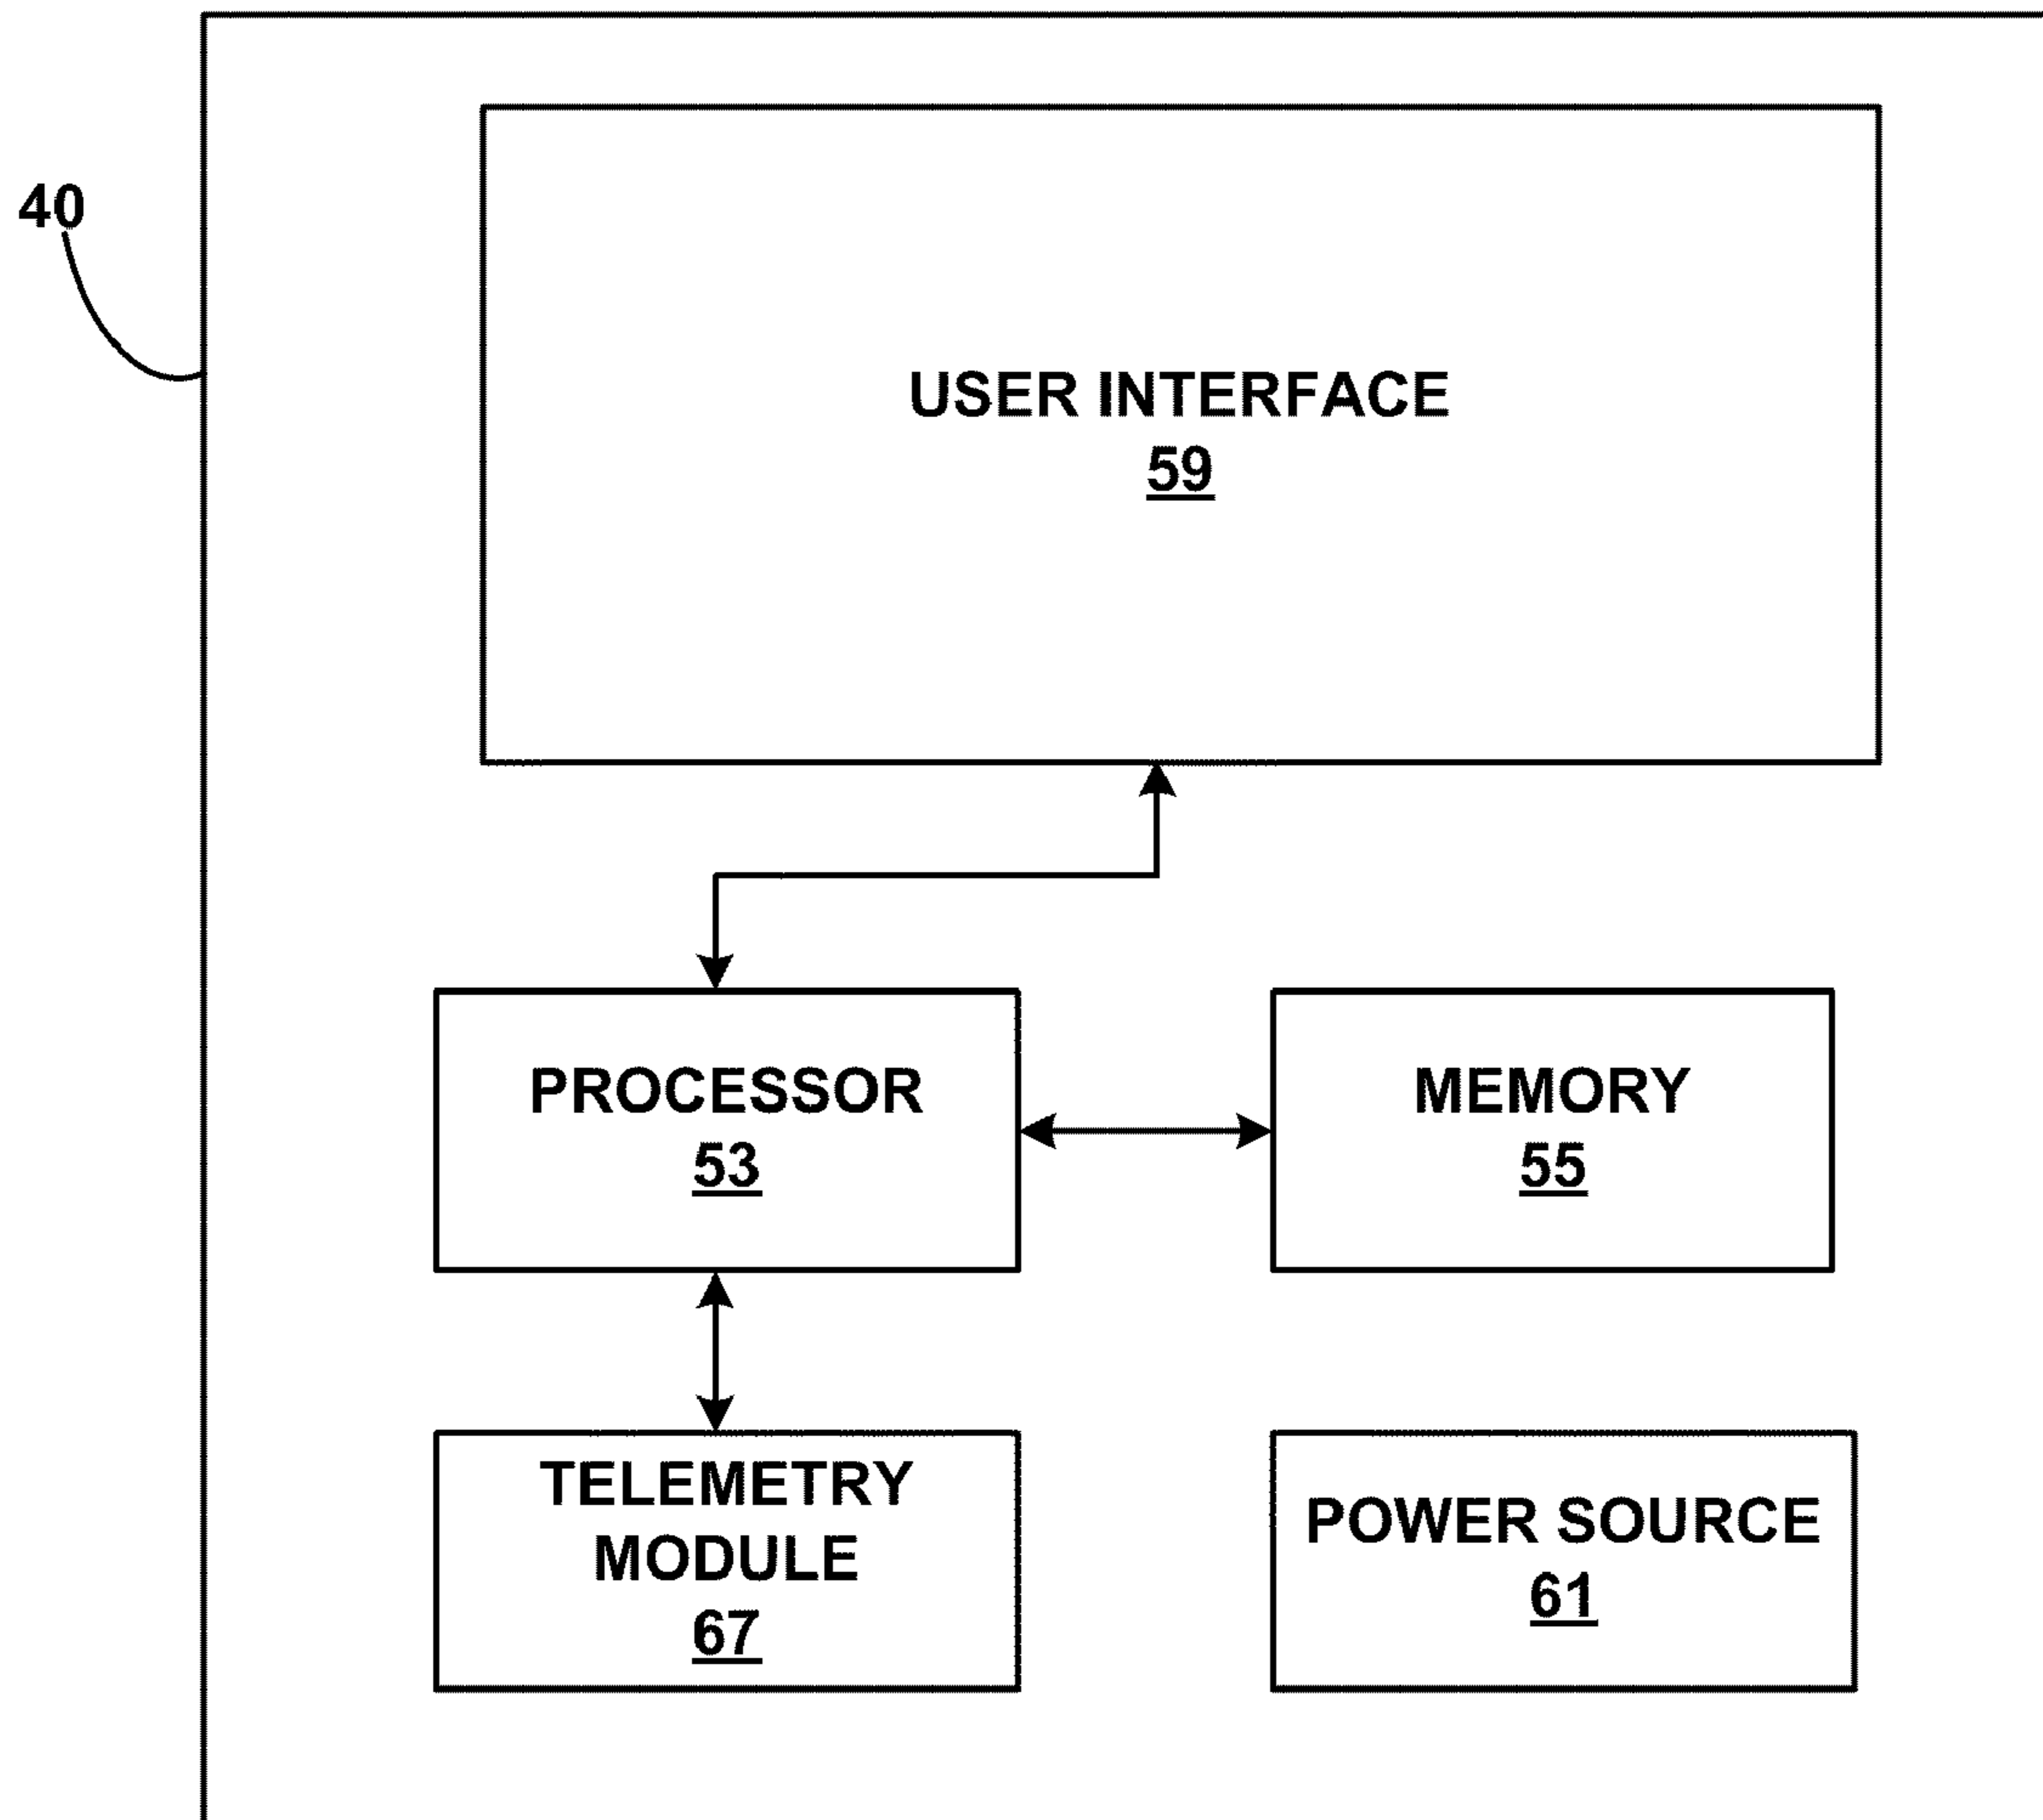 40
USER INTERFACE
59
PROCESSOR
53
MEMORY
55
TELEMETRY
MODULE
67
POWER SOURCE
61